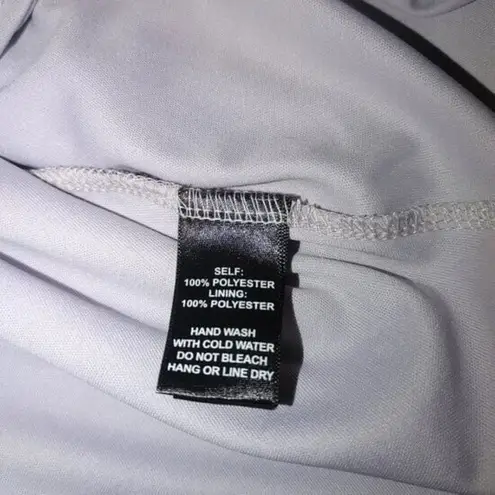 SELF:
100% POLYESTER
LINING:
100% POLYESTER
HAND WASH
WITH COLD WATER
DO NOT BLEACH
HANG OR LINE DRY